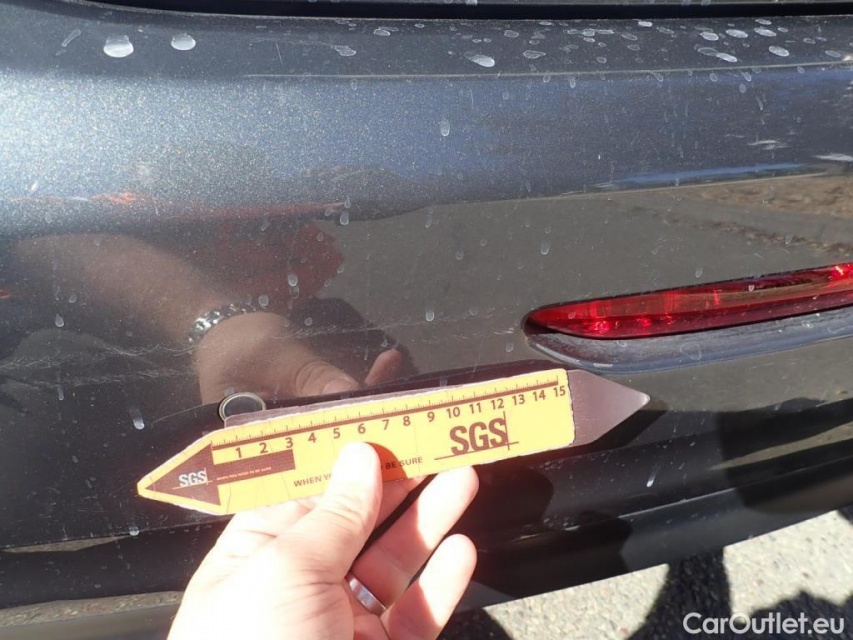 1 2 3 4 5 6 7 8 9 10 11 12 13 14 15
SGS
SGS
WHEN YO BE SURE
CarOutlet.eu